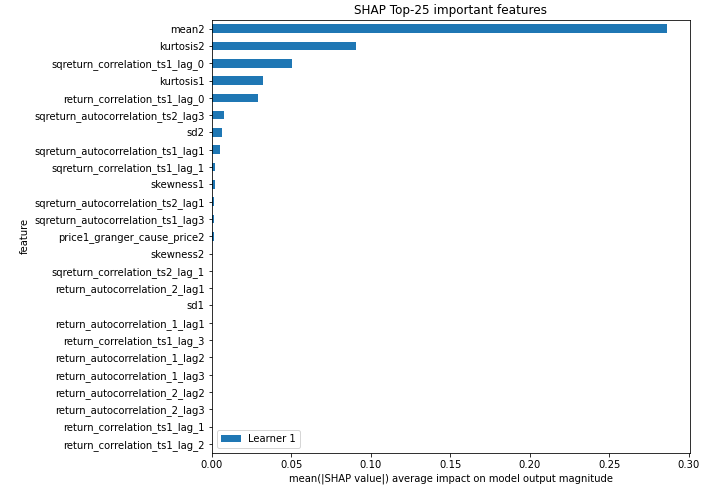 SHAP Top-25 important features
mean2
kurtosis2
sqreturn_correlation_ts1_lag_0
kurtosis1
return_correlation_ts1_lag_0
sqreturn_autocorrelation_ts2_lag3
sd2
sqreturn_autocorrelation_ts1_lag1
sqreturn_correlation_ts1_lag_1
skewness1
sqreturn_autocorrelation_ts2_lag1
sqreturn_autocorrelation_ts1_lag3
price1_granger_cause_price2
skewness2
sqreturn_correlation_ts2_lag_1
return_autocorrelation_2_lag1
sd1
return_autocorrelation_1_lag1
return_correlation_ts1_lag_3
return_autocorrelation_1_lag2
return_autocorrelation_1_lag3
return_autocorrelation_2_lag2
return_autocorrelation_2_lag3
return_correlation_ts1_lag_1
return_correlation_ts1_lag_2
feature
Learner 1
0.00 0.05 0.10 0.15 0.20 0.25 0.30
mean(|SHAP value|) average impact on model output magnitude